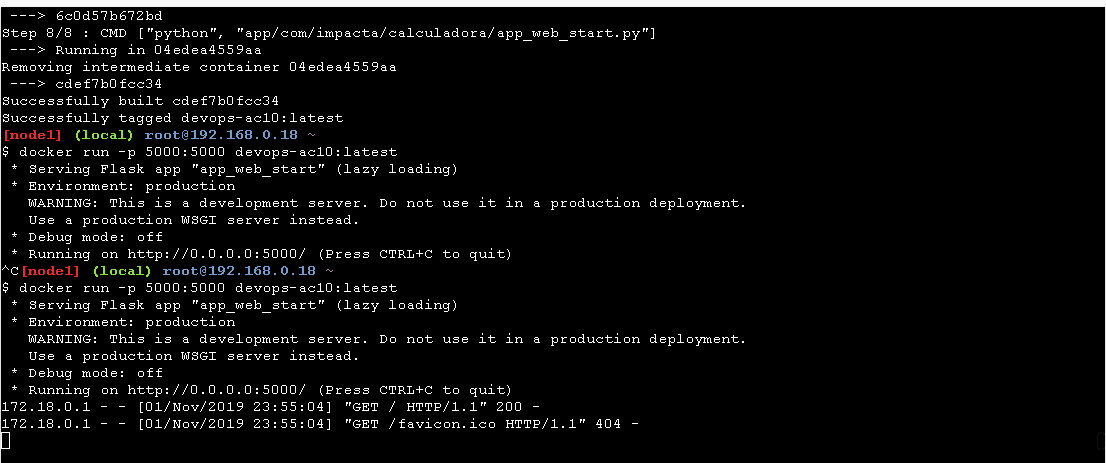 ---> 6c0d57b672bd
Step 8/8 : CMD ["python", "app/com/impacta/calculadora/app_web_start.py"]
---> Running in 04edea4559aa
Removing intermediate container 04edea4559aa
---> cdef7b0fcc34
Successfully built cdef7b0fcc34
Successfully tagged devops-ac10:latest
[node1] (local) root@192.168.0.18 ~
$ docker run -p 5000:5000 devops-ac10:latest
* Serving Flask app "app_web_start" (lazy loading)
* Environment: production
WARNING: This is a development server. Do not use it in a production deployment.
Use a production WSGI server instead.
* Debug mode: off
* Running on http://0.0.0.0:5000/ (Press CTRL+C to quit)
^C[node1] (local) root@192.168.0.18 ~
$ docker run -p 5000:5000 devops-ac10:latest
* Serving Flask app "app_web_start" (lazy loading)
* Environment: production
WARNING: This is a development server. Do not use it in a production deployment.
Use a production WSGI server instead.
* Debug mode: off
* Running on http://0.0.0.0:5000/ (Press CTRL+C to quit)
172.18.0.1 - - [01/Nov/2019 23:55:04] "GET / HTTP/1.1" 200 -
172.18.0.1 - - [01/Nov/2019 23:55:04] "GET /favicon.ico HTTP/1.1" 404 -